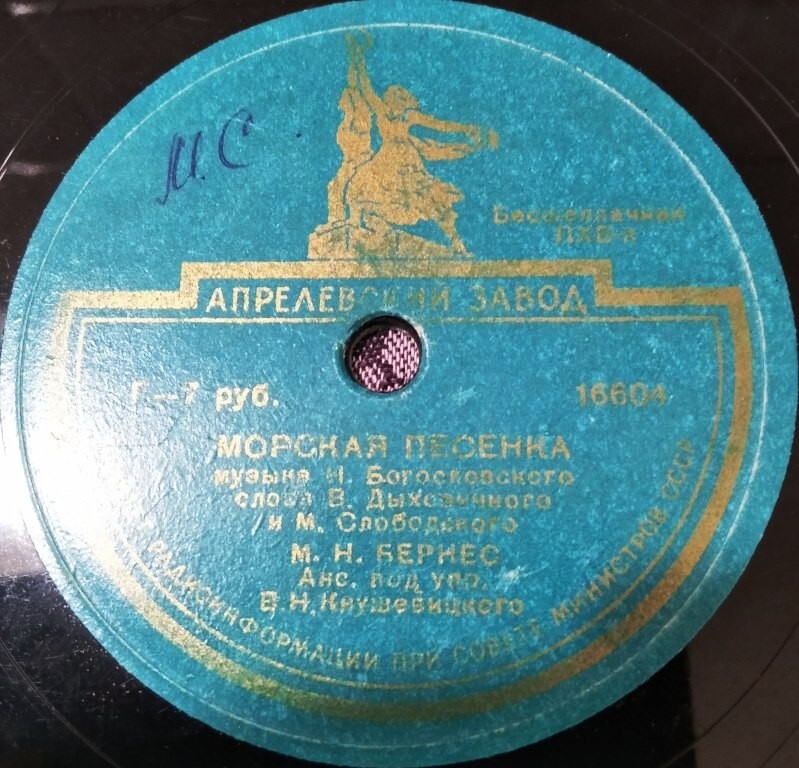 М.С.
Бесшеллачная
ПХВ-к
АПРЕЛЕВСКИЙ ЗАВОД
Г—7 руб. 16604
МОРСКАЯ ПЕСЕНКА
музыка Н. Богословского
слова В. Дыховичного
и М. Слободского
М. Н. БЕРНЕС
Анс. под упр.
В. Н. Кнушевицкого
РАДИОИНФОРМАЦИИ ПРИ СОВЕТЕ МИНИСТРОВ СССР